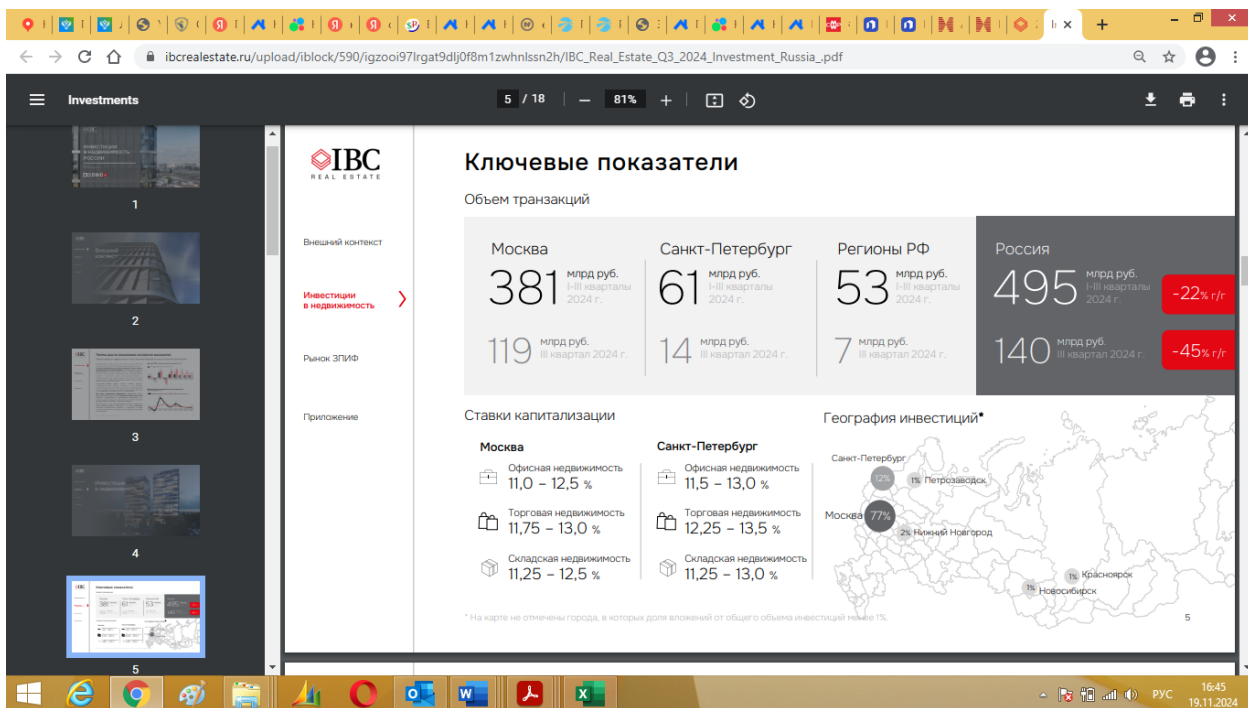 ibcrealestate.ru/upload/iblock/590/igzooi97lrgat9dlj0f8m1zwhnlssn2h/IBC_Real_Estate_Q3_2024_Investment_Russia_.pdf
Investments
5 / 18
81%
1
2
3
4
5
IBC
REAL ESTATE
Внешний контекст
Инвестиции
в недвижимость
Рынок ЗПИФ
Приложение
Ключевые показатели
Объем транзакций
Москва
381 млрд руб.
I-III кварталы
2024 г.
119 млрд руб.
III квартал 2024 г.
Санкт-Петербург
61 млрд руб.
I-III кварталы
2024 г.
14 млрд руб.
III квартал 2024 г.
Регионы РФ
53 млрд руб.
I-III кварталы
2024 г.
7 млрд руб.
III квартал 2024 г.
Россия
495 млрд руб.
I-III кварталы
2024 г.
-22% г/г
140 млрд руб.
III квартал 2024 г.
-45% г/г
Ставки капитализации
Москва
Офисная недвижимость
11,0 – 12,5 %
Торговая недвижимость
11,75 – 13,0 %
Складская недвижимость
11,25 – 12,5 %
Санкт-Петербург
Офисная недвижимость
11,5 – 13,0 %
Торговая недвижимость
12,25 – 13,5 %
Складская недвижимость
11,25 – 13,0 %
География инвестиций*
Санкт-Петербург
12%
1% Петрозаводск
Москва 77%
2% Нижний Новгород
1% Красноярск
1% Новосибирск
* На карте не отмечены города, в которых доля вложений от общего объема инвестиций менее 1%.
5
РУС
16:45
19.11.2024